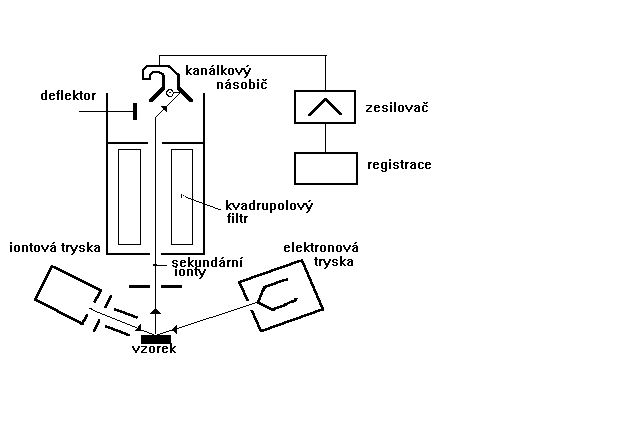 kanálkový
násobič
deflektor
zesilovač
registrace
kvadrupolový
filtr
iontová tryska
sekundární
ionty
elektronová
tryska
vzorek